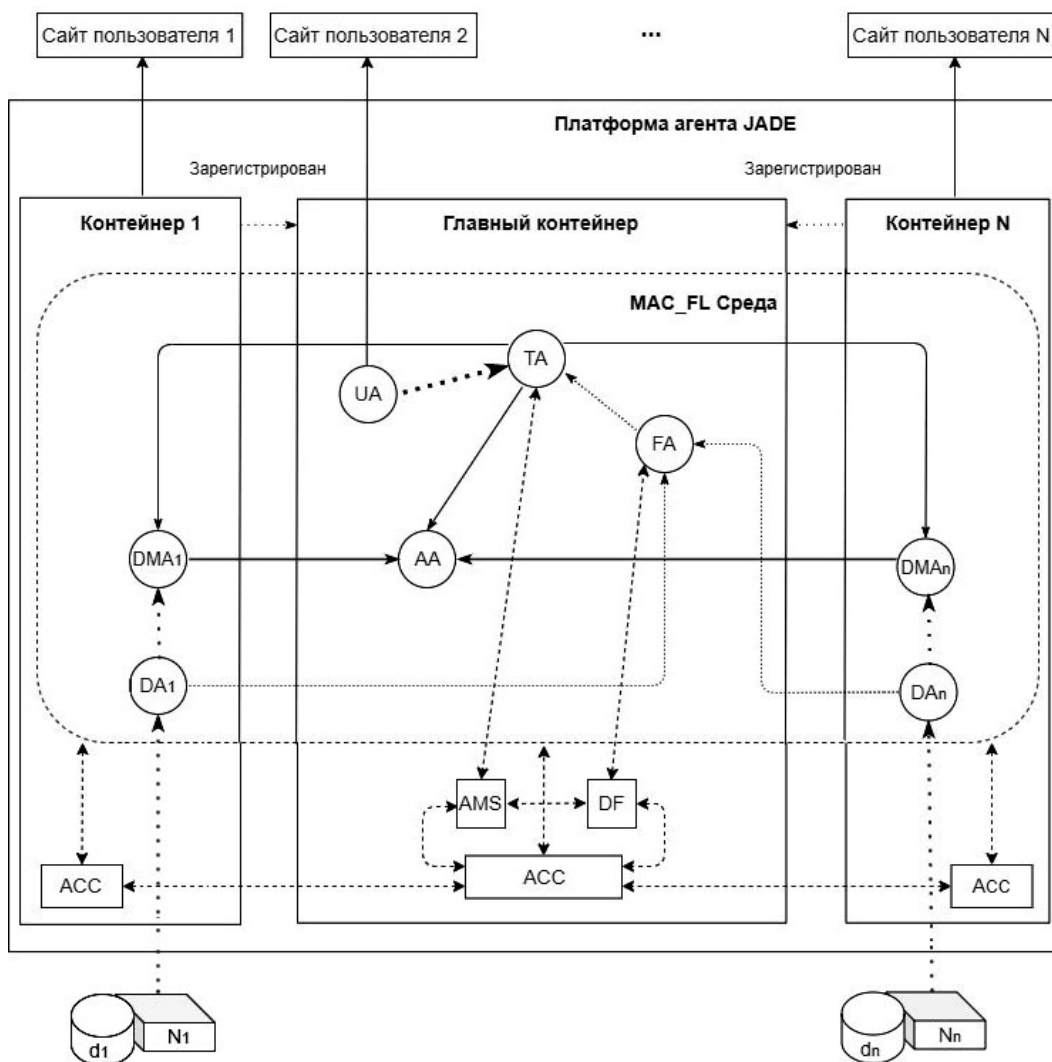 Сайт пользователя 1
Сайт пользователя 2
...
Сайт пользователя N
Платформа агента JADE
Зарегистрирован
Зарегистрирован
Контейнер 1
Главный контейнер
Контейнер N
MAC_FL Среда
TA
UA
FA
DMA1
AA
DMAn
DA1
DAn
AMS
DF
ACC
ACC
ACC
d1
N1
dn
Nn